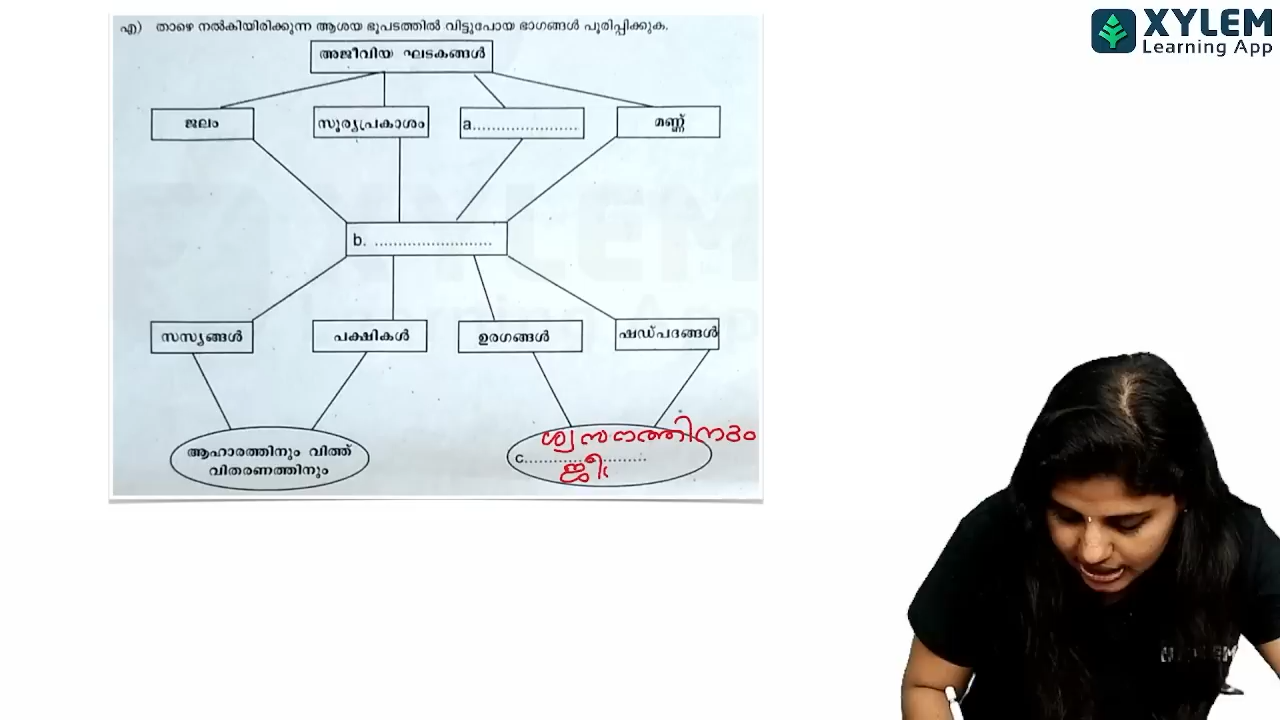 XYLEM
Learning App
എ) താഴെ നൽകിയിരിക്കുന്ന ആശയ ഭൂപടത്തിൽ വിട്ടുപോയ ഭാഗങ്ങൾ പൂരിപ്പിക്കുക.
അജീവിയ ഘടകങ്ങൾ
ജലം
സൂര്യപ്രകാശം
a.......................
മണ്ണ്
b. .........................
സസ്യങ്ങൾ
പക്ഷികൾ
ഉരഗങ്ങൾ
ഷഡ്പദങ്ങൾ
ആഹാരത്തിനും വിത്ത്
വിതരണത്തിനും
ശ്വസനത്തിനും
c..........................
ജീ